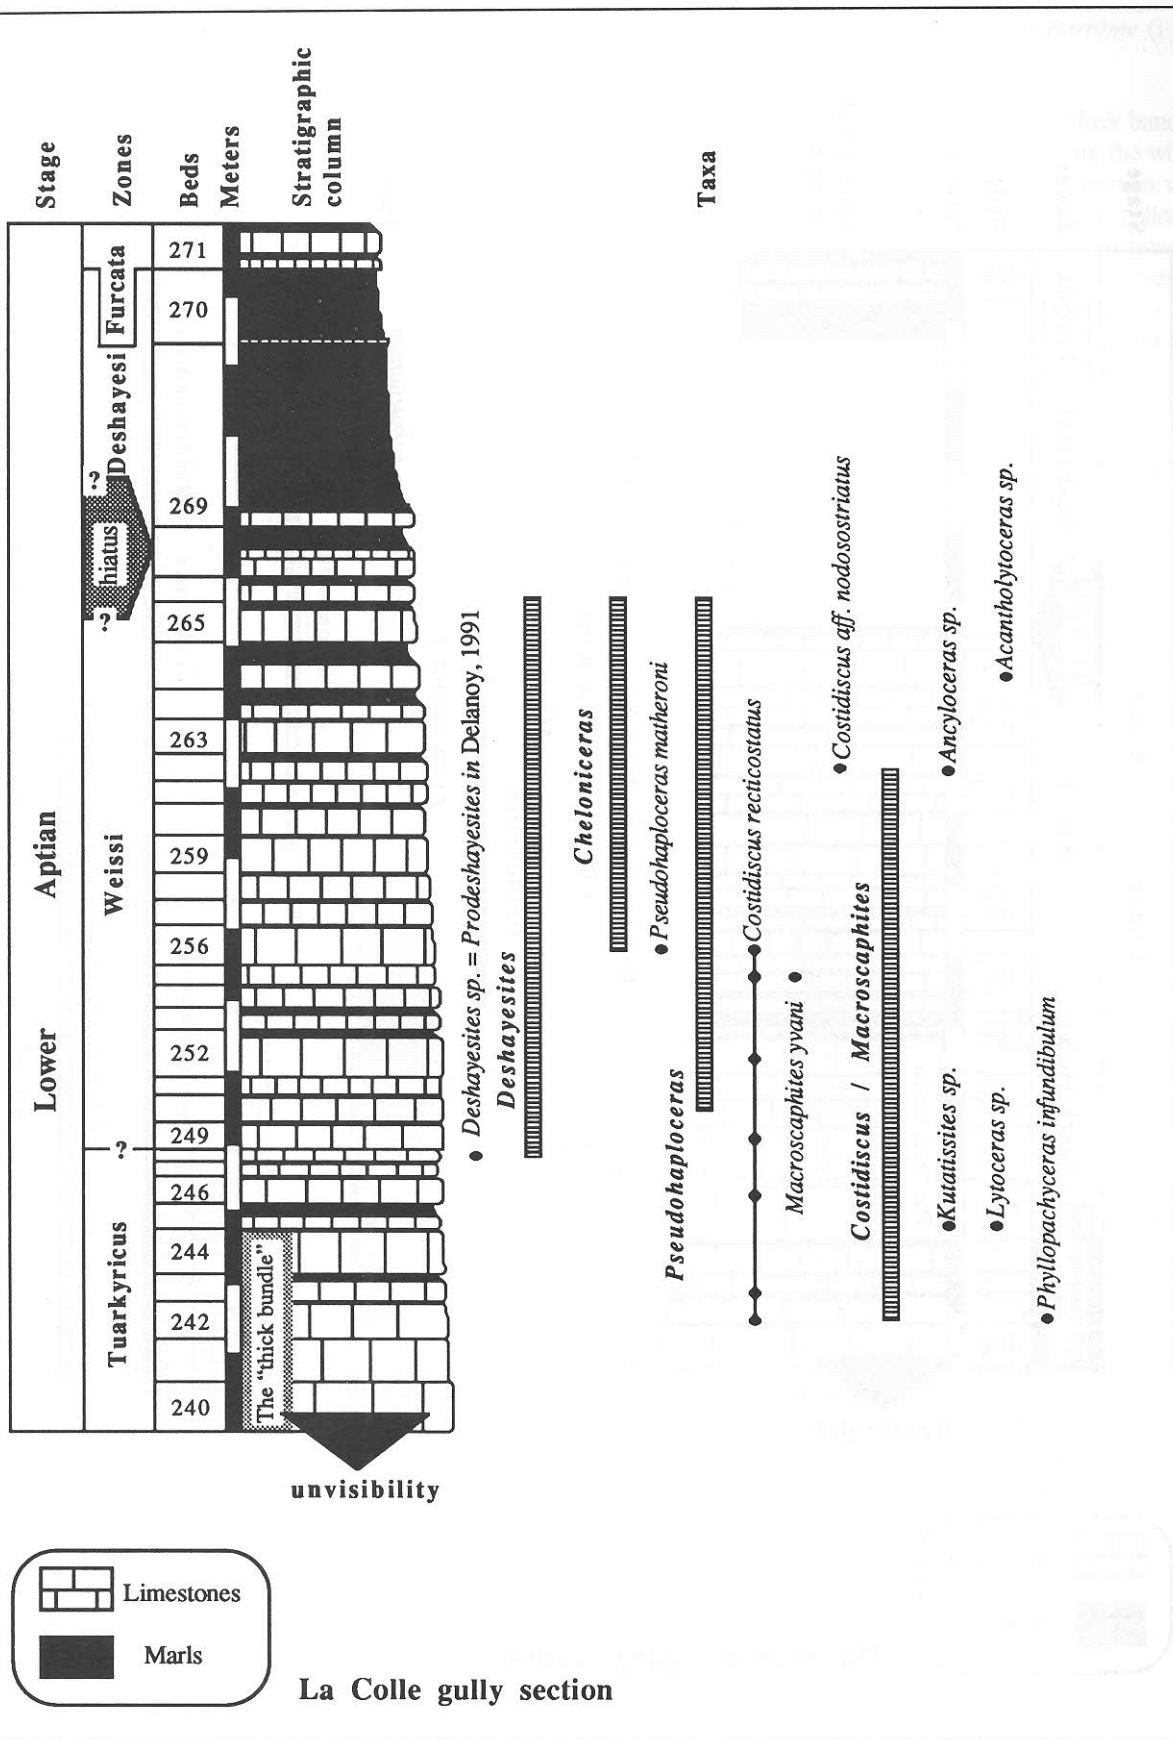 Stage
Zones
Beds
Meters
Stratigraphic
column
Taxa
Lower Aptian
Furcata
Deshayesi
?
hiatus
?
Weissi
?
Tuarkyricus
271
270
269
265
263
259
256
252
249
246
244
242
240
The "thick bundle"
unvisibility
Deshayesites sp. = Prodeshayesites in Delanoy, 1991
Deshayesites
Cheloniceras
Pseudohaploceras matheroni
Pseudohaploceras
Costidiscus recticostatus
Macroscaphites yvani
Costidiscus aff. nodosostriatus
Costidiscus / Macroscaphites
Ancyloceras sp.
Kutatissites sp.
Acantholytoceras sp.
Lytoceras sp.
Phyllopachyceras infundibulum
Limestones
Marls
La Colle gully section